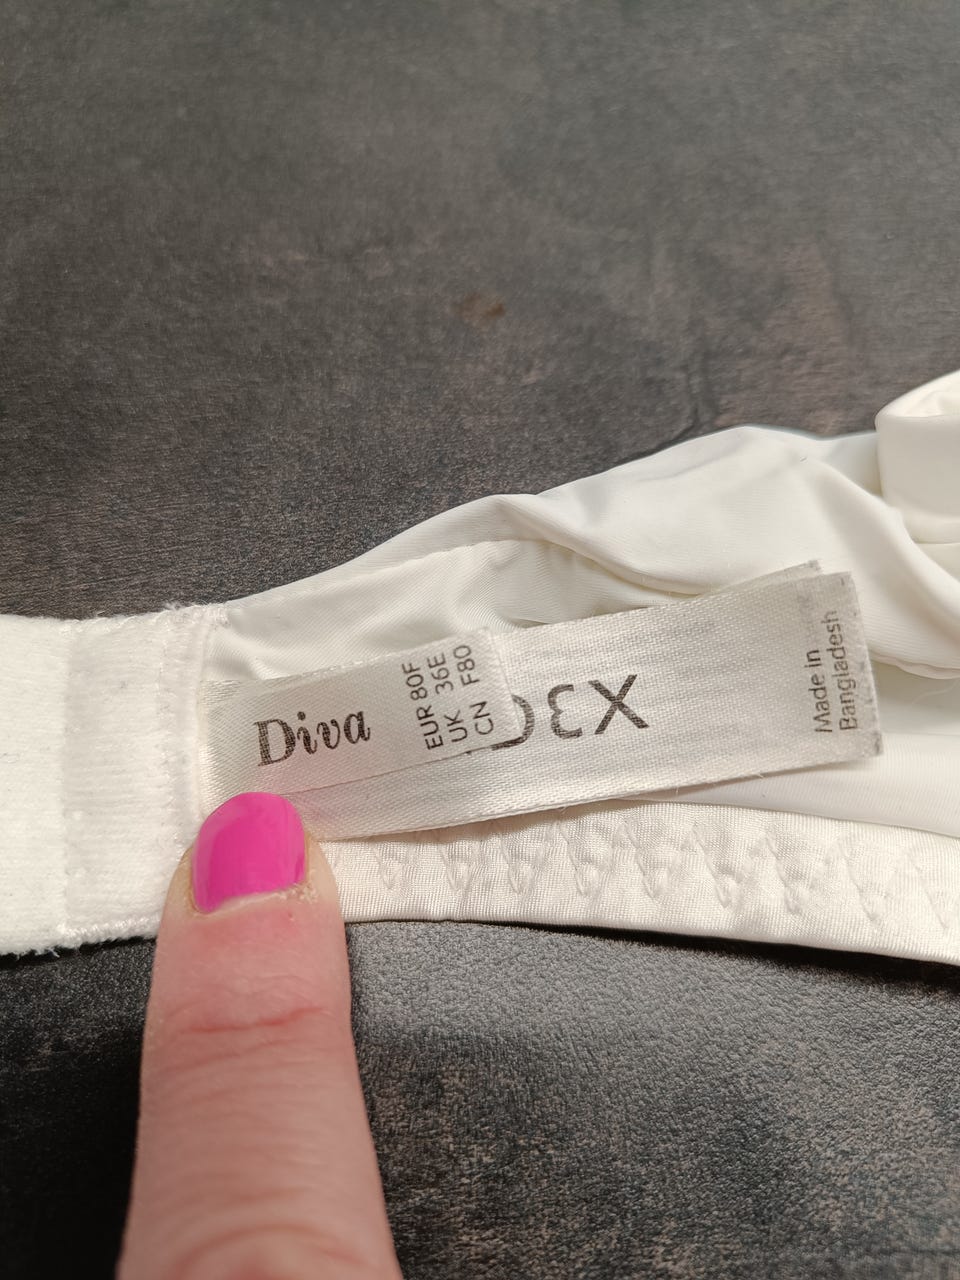 Diva
EUR 80F
UK 36E
CN F80
Made in
Bangladesh